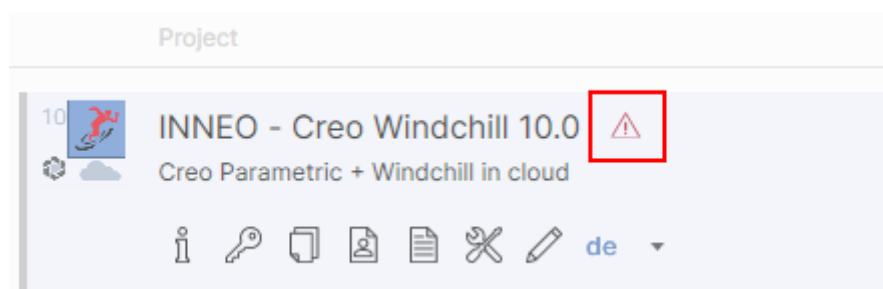 Project
10
INNEO - Creo Windchill 10.0
Creo Parametric + Windchill in cloud
de